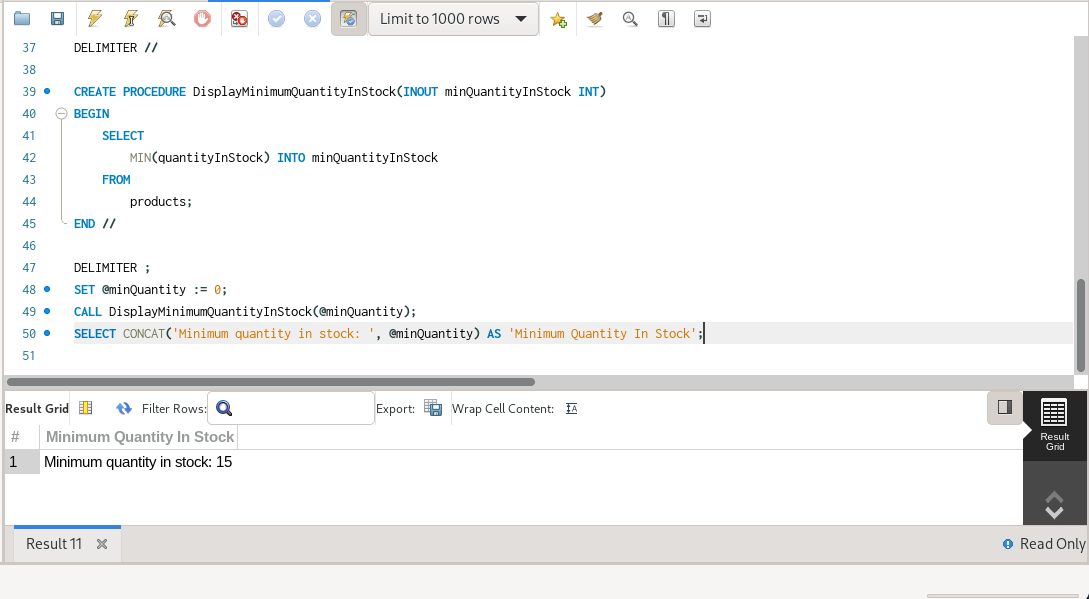 Limit to 1000 rows
37 DELIMITER //
38
39 CREATE PROCEDURE DisplayMinimumQuantityInStock(INOUT minQuantityInStock INT)
40 BEGIN
41 SELECT
42 MIN(quantityInStock) INTO minQuantityInStock
43 FROM
44 products;
45 END //
46
47 DELIMITER ;
48 SET @minQuantity := 0;
49 CALL DisplayMinimumQuantityInStock(@minQuantity);
50 SELECT CONCAT('Minimum quantity in stock: ', @minQuantity) AS 'Minimum Quantity In Stock';
51
Result Grid Filter Rows: Export: Wrap Cell Content:
# Minimum Quantity In Stock
1 Minimum quantity in stock: 15
Result
Grid
Result 11 Read Only